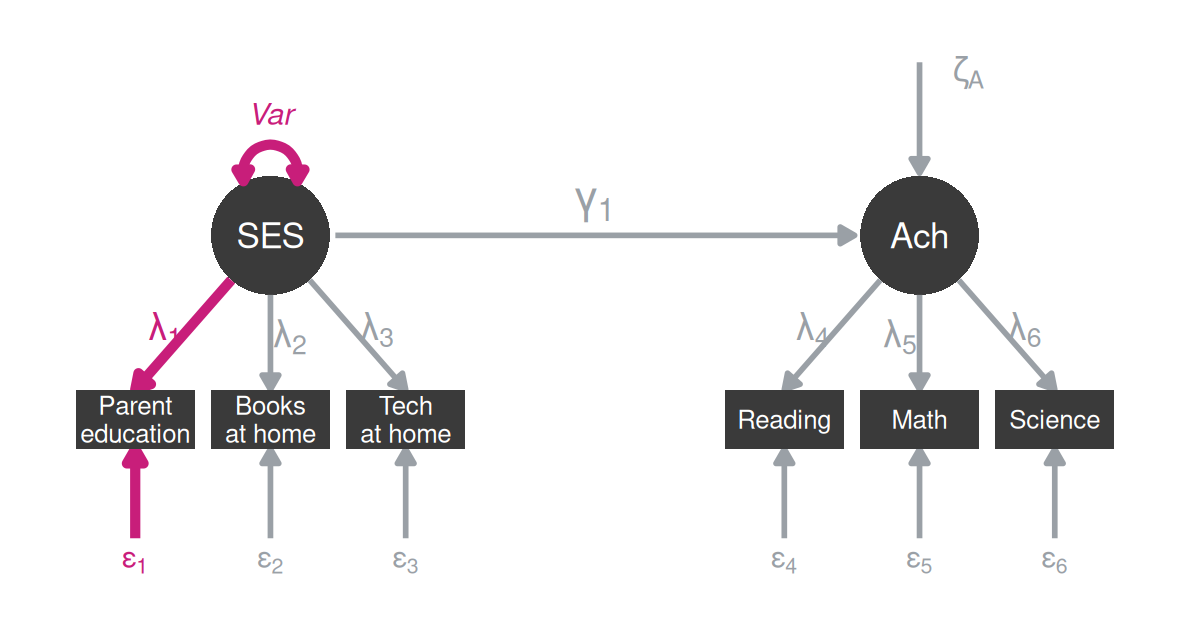 ζA
Var
SES
γ1
Ach
λ1
λ2
λ3
λ4
λ5
λ6
Parent
education
Books
at home
Tech
at home
Reading
Math
Science
ε1
ε2
ε3
ε4
ε5
ε6